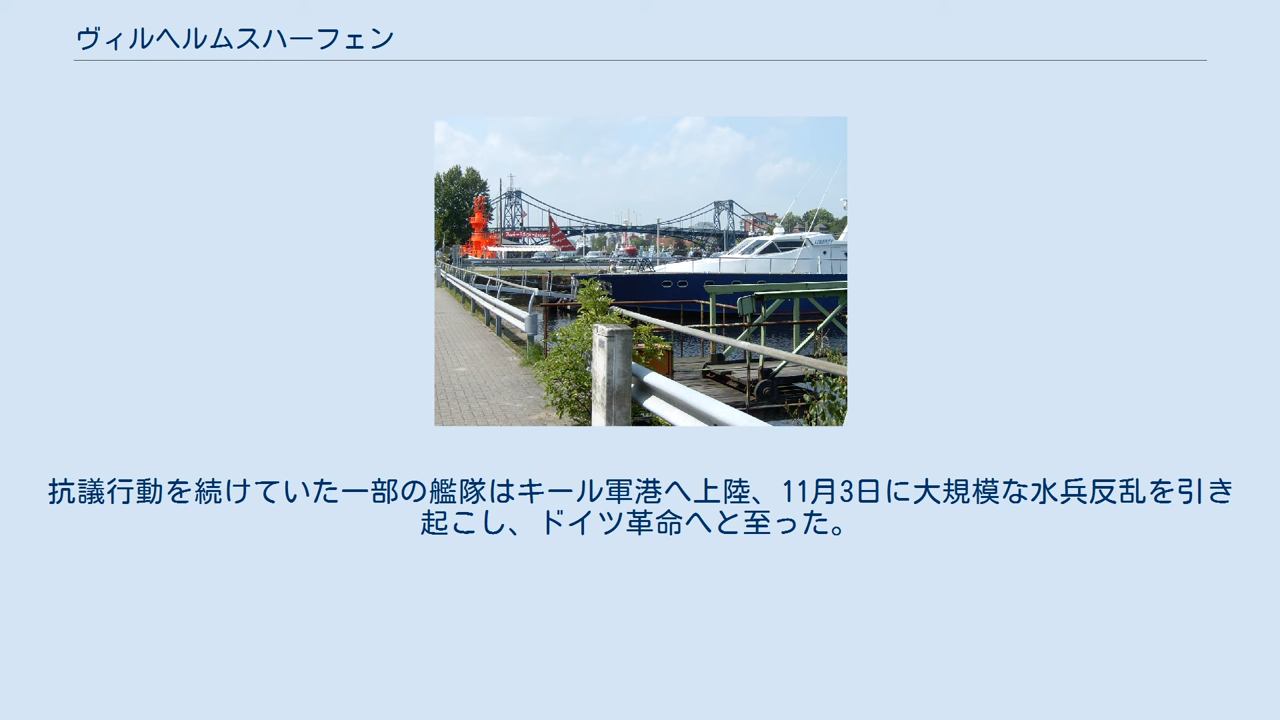 ヴィルヘルムスハーフェン
抗議行動を続けていた一部の艦隊はキール軍港へ上陸、11月3日に大規模な水兵反乱を引き
起こし、ドイツ革命へと至った。